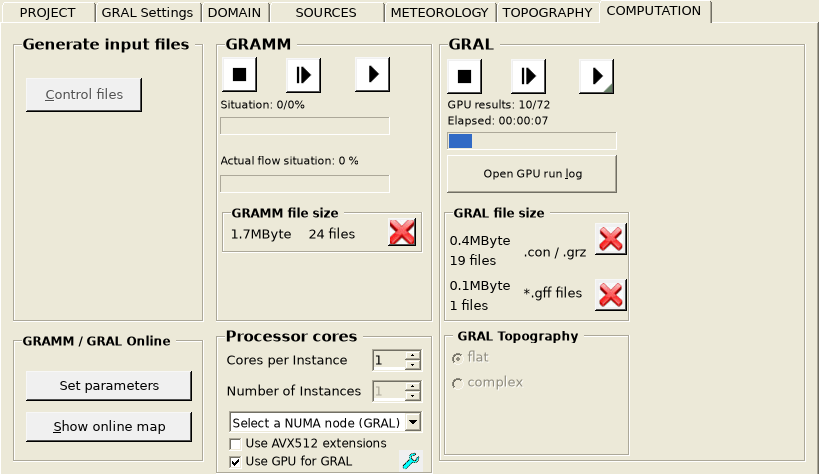 PROJECT GRAL Settings DOMAIN SOURCES METEOROLOGY TOPOGRAPHY COMPUTATION
Generate input files
Control files
GRAMM / GRAL Online
Set parameters
Show online map
GRAMM
Situation: 0/0%
Actual flow situation: 0 %
GRAMM file size
1.7MByte 24 files
Processor cores
Cores per Instance 1
Number of Instances 1
Select a NUMA node (GRAL)
Use AVX512 extensions
Use GPU for GRAL
GRAL
GPU results: 10/72
Elapsed: 00:00:07
Open GPU run log
GRAL file size
0.4MByte
19 files
.con / .grz
0.1MByte
1 files
*.gff files
GRAL Topography
flat
complex